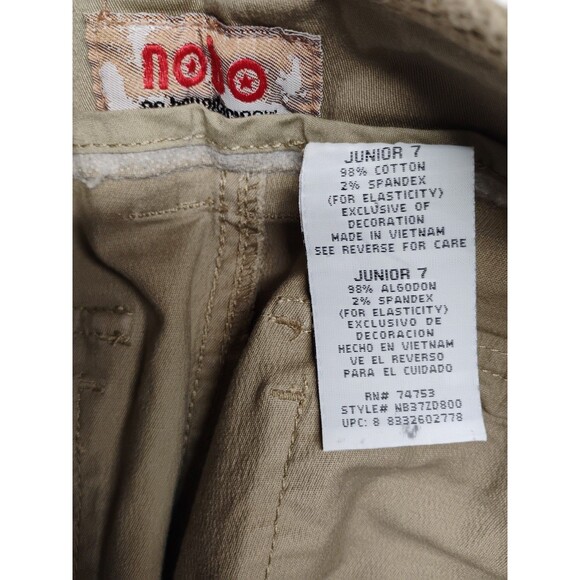 nobo
JUNIOR 7
98% COTTON
2% SPANDEX
(FOR ELASTICITY)
EXCLUSIVE OF
DECORATION
MADE IN VIETNAM
SEE REVERSE FOR CARE
JUNIOR 7
98% ALGODON
2% SPANDEX
(FOR ELASTICITY)
EXCLUSIVO DE
DECORACION
HECHO EN VIETNAM
VE EL REVERSO
PARA EL CUIDADO
RN# 74753
STYLE# NB37ZD800
UPC: 8 8332602778